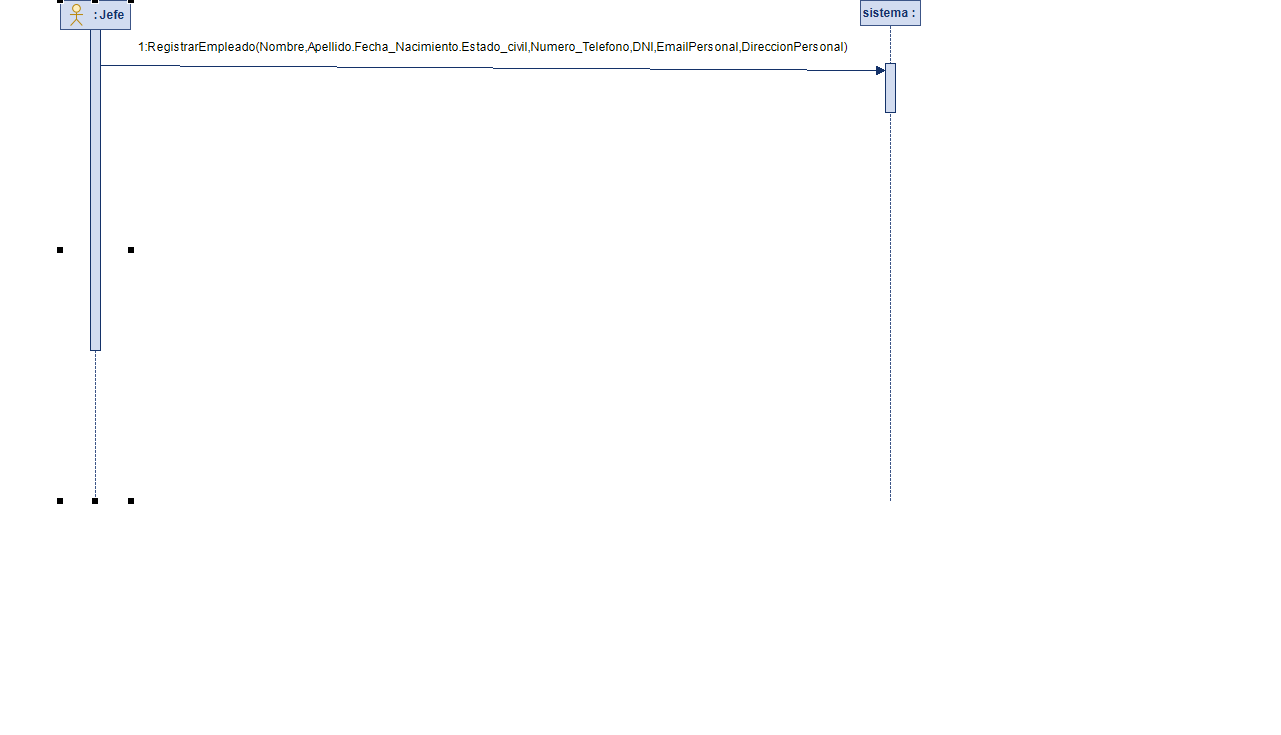 : Jefe
sistema :
1:RegistrarEmpleado(Nombre,Apellido.Fecha_Nacimiento.Estado_civil,Numero_Telefono,DNI,EmailPersonal,DireccionPersonal)